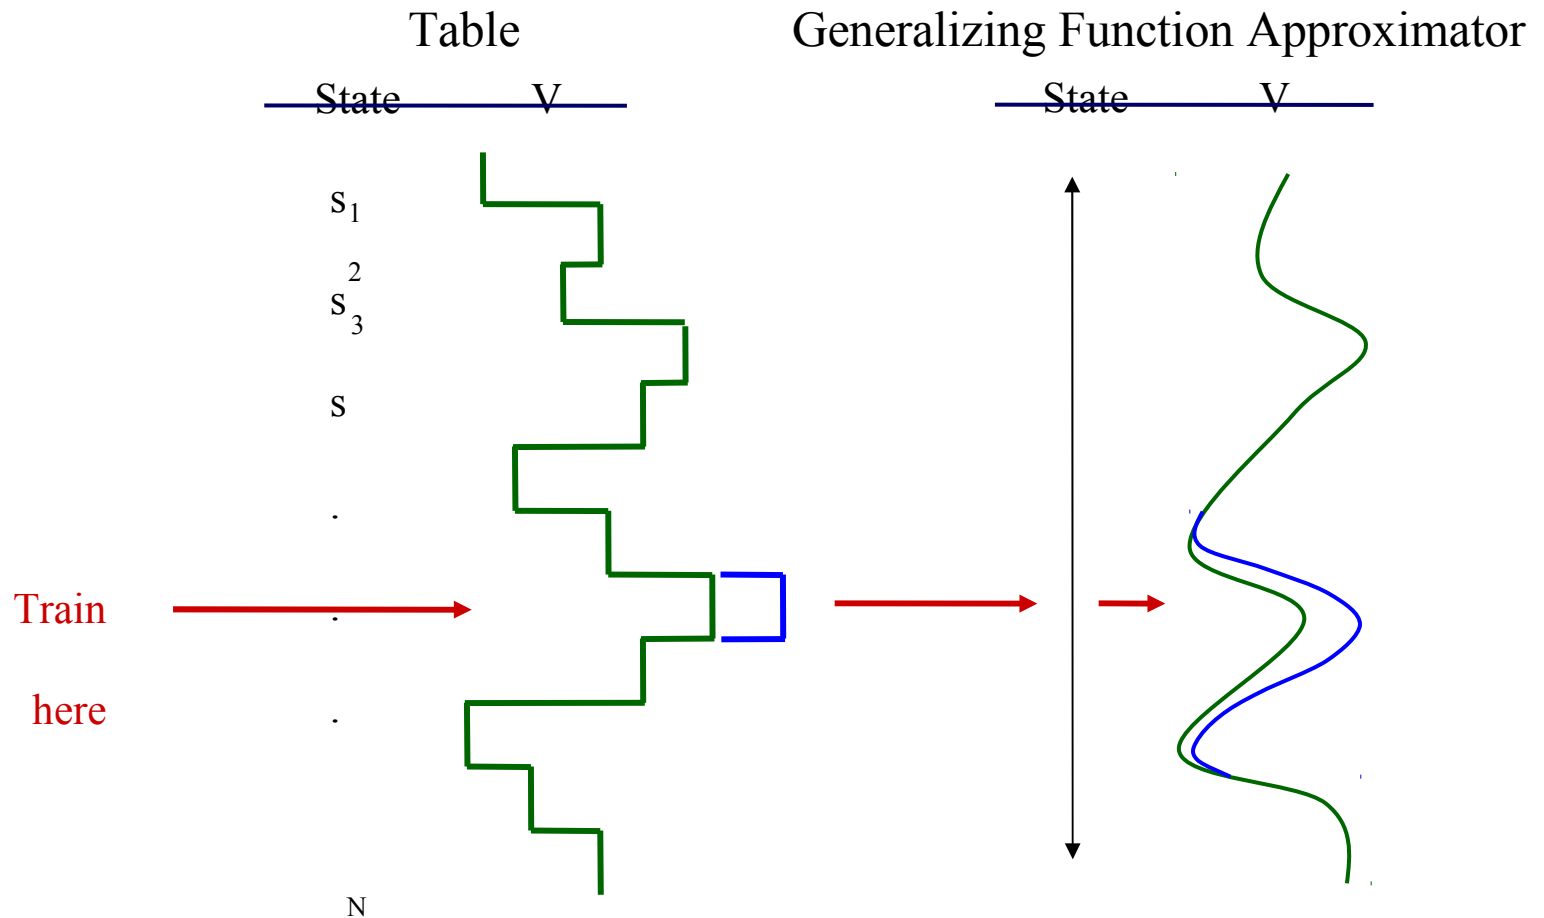 Table
Generalizing Function Approximator
State V
State V
s1
2
s3
s
.
Train
.
here
.
N